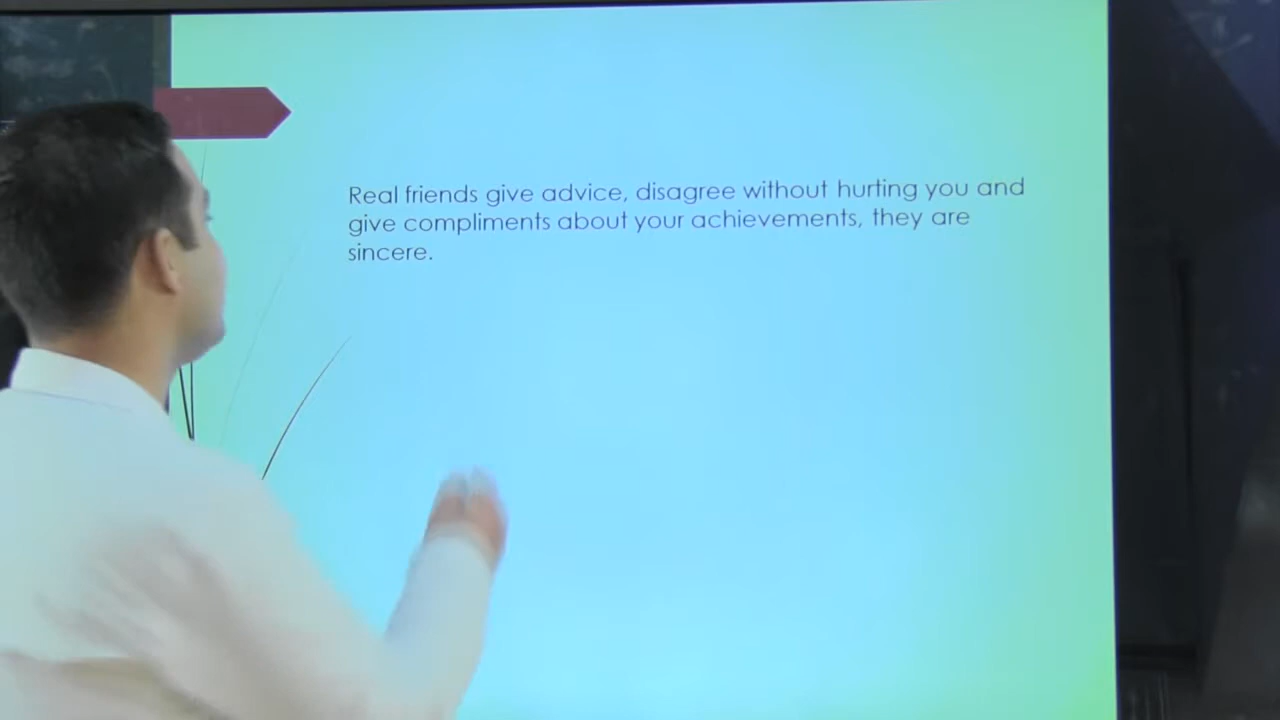 Real friends give advice, disagree without hurting you and
give compliments about your achievements, they are
sincere.